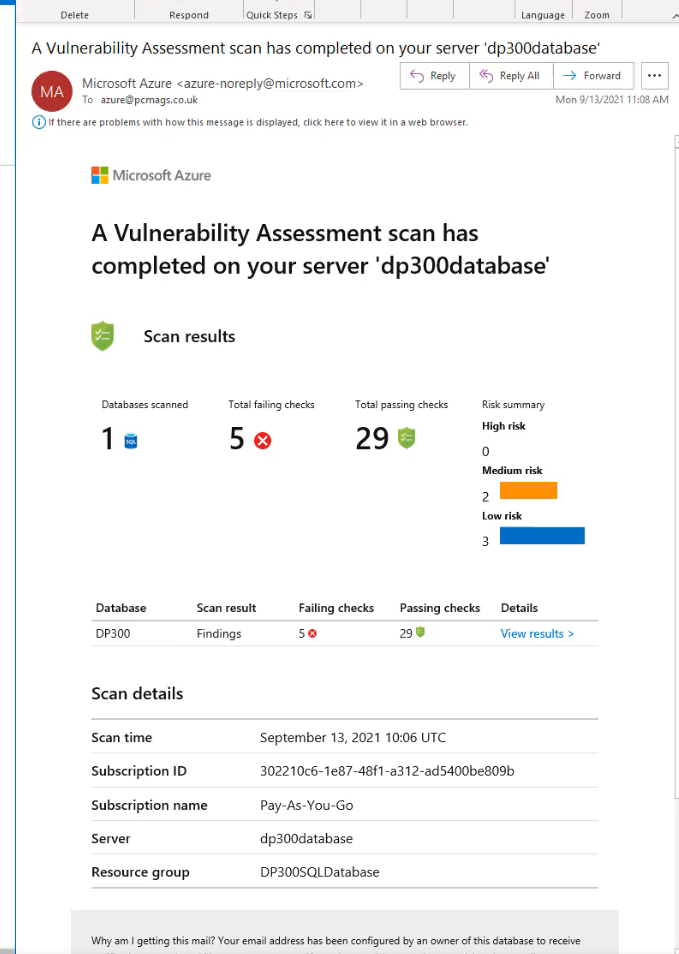 Delete Respond Quick Steps Language Zoom
A Vulnerability Assessment scan has completed on your server 'dp300database'
MA
Microsoft Azure <azure-noreply@microsoft.com>
To azure@pcmags.co.uk
Reply Reply All Forward ...
Mon 9/13/2021 11:08 AM
If there are problems with how this message is displayed, click here to view it in a web browser.
Microsoft Azure
A Vulnerability Assessment scan has
completed on your server 'dp300database'
Scan results
Databases scanned Total failing checks Total passing checks Risk summary
1 SQL 5 29
High risk
0
Medium risk
2
Low risk
3
Database Scan result Failing checks Passing checks Details
DP300 Findings 5 29 View results >
Scan details
Scan time September 13, 2021 10:06 UTC
Subscription ID 302210c6-1e87-48f1-a312-ad5400be809b
Subscription name Pay-As-You-Go
Server dp300database
Resource group DP300SQLDatabase
Why am I getting this mail? Your email address has been configured by an owner of this database to receive